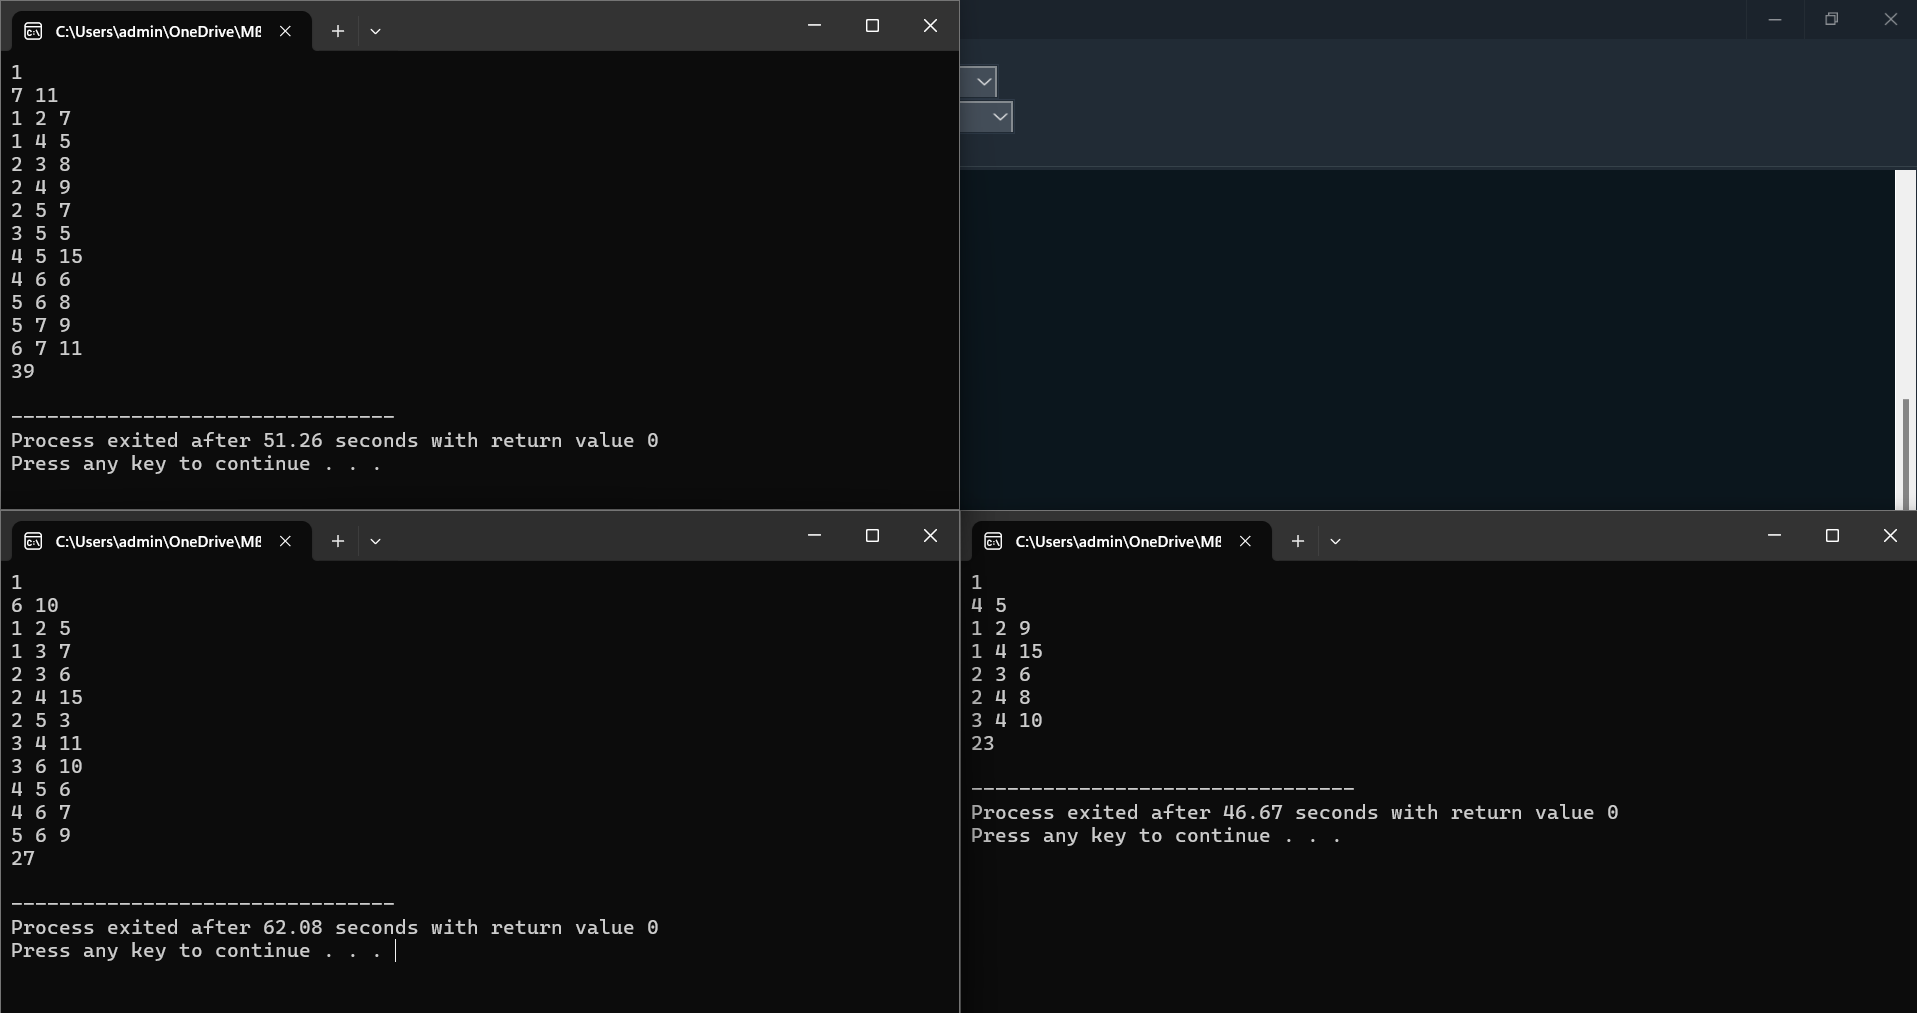 C:\Users\admin\OneDrive\Má
1
7 11
1 2 7
1 4 5
2 3 8
2 4 9
2 5 7
3 5 5
4 5 15
4 6 6
5 6 8
5 7 9
6 7 11
39
--------------------------------
Process exited after 51.26 seconds with return value 0
Press any key to continue . . .
C:\Users\admin\OneDrive\Má
1
6 10
1 2 5
1 3 7
2 3 6
2 4 15
2 5 3
3 4 11
3 6 10
4 5 6
4 6 7
5 6 9
27
--------------------------------
Process exited after 62.08 seconds with return value 0
Press any key to continue . . .
C:\Users\admin\OneDrive\Má
1
4 5
1 2 9
1 4 15
2 3 6
2 4 8
3 4 10
23
--------------------------------
Process exited after 46.67 seconds with return value 0
Press any key to continue . . .